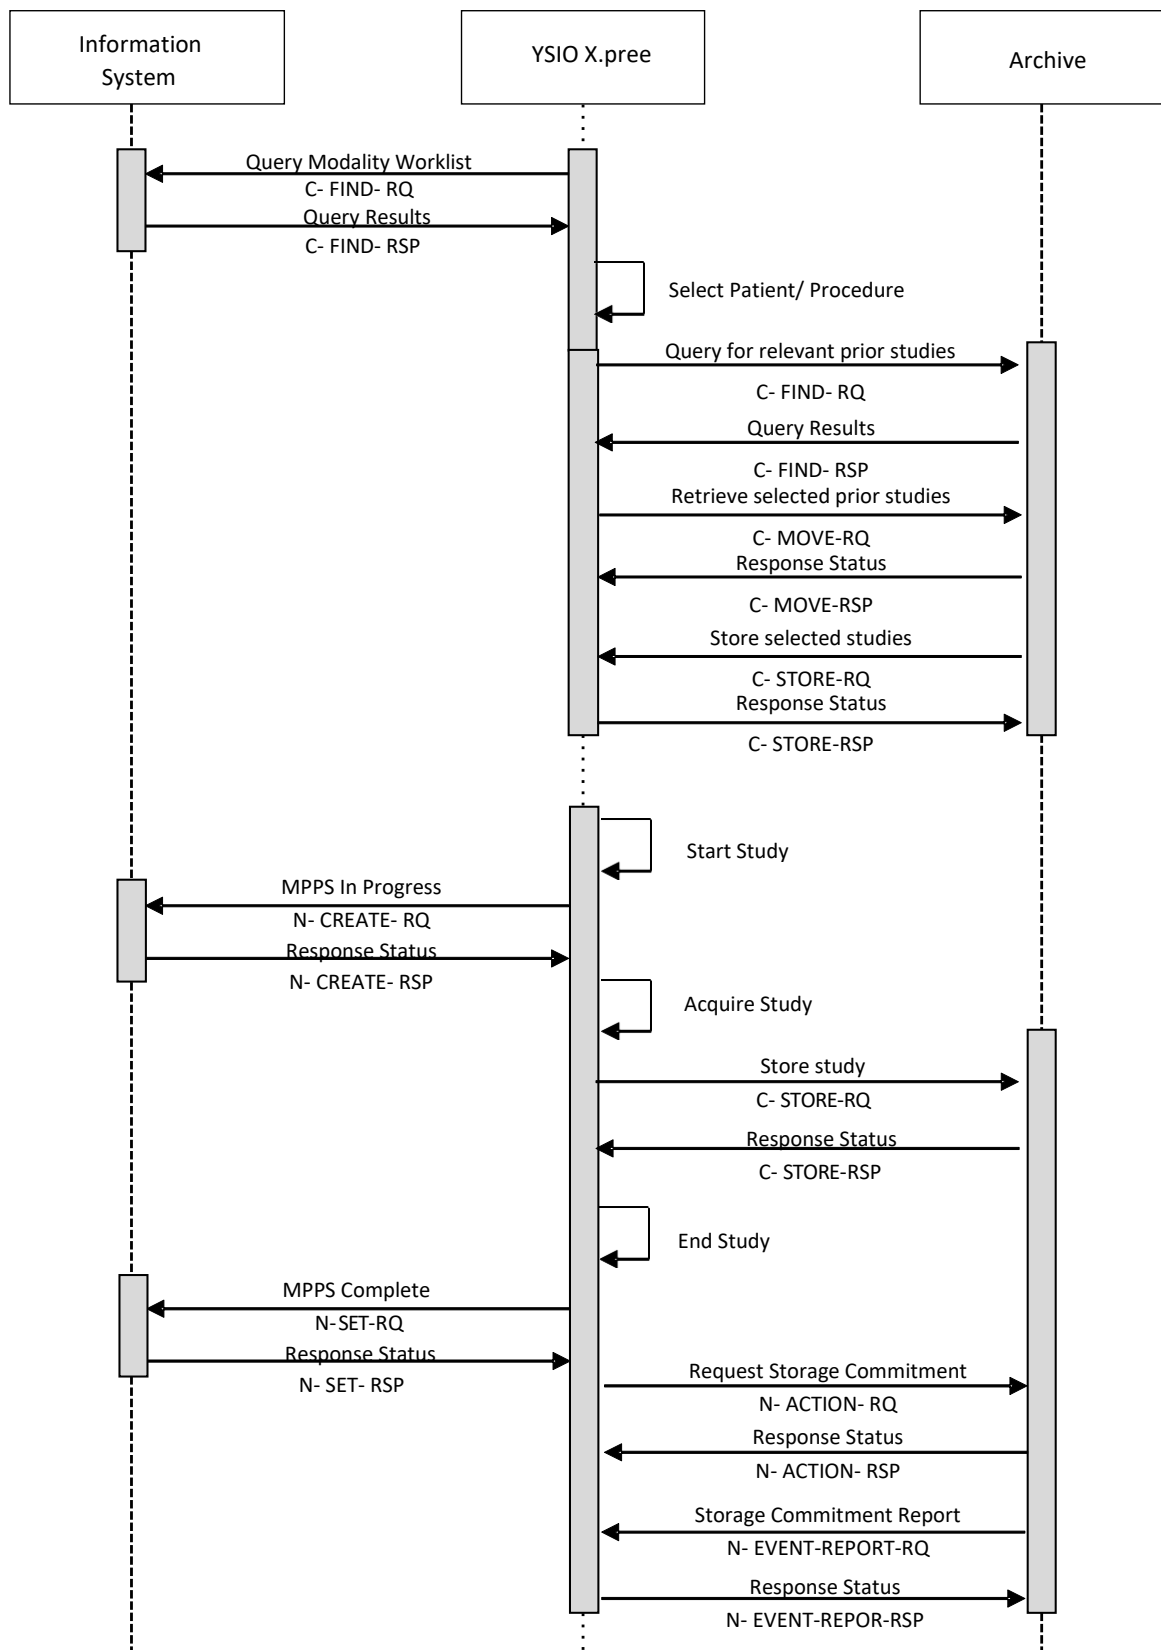 Information
System
YSIO X.pree
Archive
Query Modality Worklist
C- FIND- RQ
Query Results
C- FIND- RSP
Select Patient/ Procedure
Query for relevant prior studies
C- FIND- RQ
Query Results
C- FIND- RSP
Retrieve selected prior studies
C- MOVE-RQ
Response Status
C- MOVE-RSP
Store selected studies
C- STORE-RQ
Response Status
C- STORE-RSP
Start Study
MPPS In Progress
N- CREATE- RQ
Response Status
N- CREATE- RSP
Acquire Study
Store study
C- STORE-RQ
Response Status
C- STORE-RSP
End Study
MPPS Complete
N-SET-RQ
Response Status
N- SET- RSP
Request Storage Commitment
N- ACTION- RQ
Response Status
N- ACTION- RSP
Storage Commitment Report
N- EVENT-REPORT-RQ
Response Status
N- EVENT-REPOR-RSP